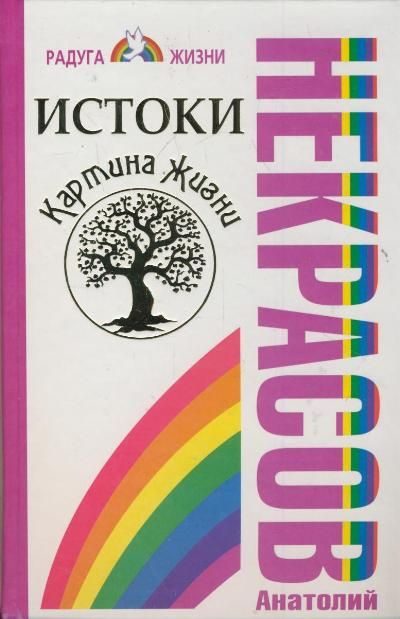 РАДУГА ЖИЗНИ
ИСТОКИ
Картина Жизни
НЕКРАСОВ
Анатолий